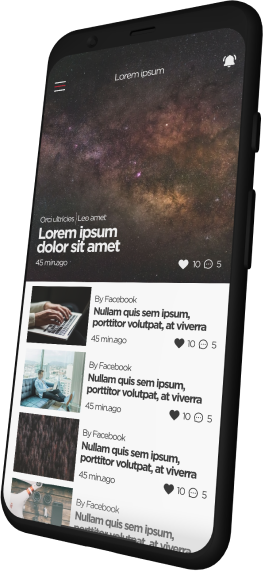 Lorem ipsum
Orci ultricies | Leo amet
Lorem ipsum
dolor sit amet
45 min.ago
10 5
By Facebook
Nullam quis sem ipsum,
porttitor volutpat, at viverra
45 min.ago
10 5
By Facebook
Nullam quis sem ipsum,
porttitor volutpat, at viverra
45 min.ago
10 5
By Facebook
Nullam quis sem ipsum,
porttitor volutpat, at viverra
45 min.ago
10 5
By Facebook
Nullam quis sem ipsum,
porttitor volutpat, at viverra